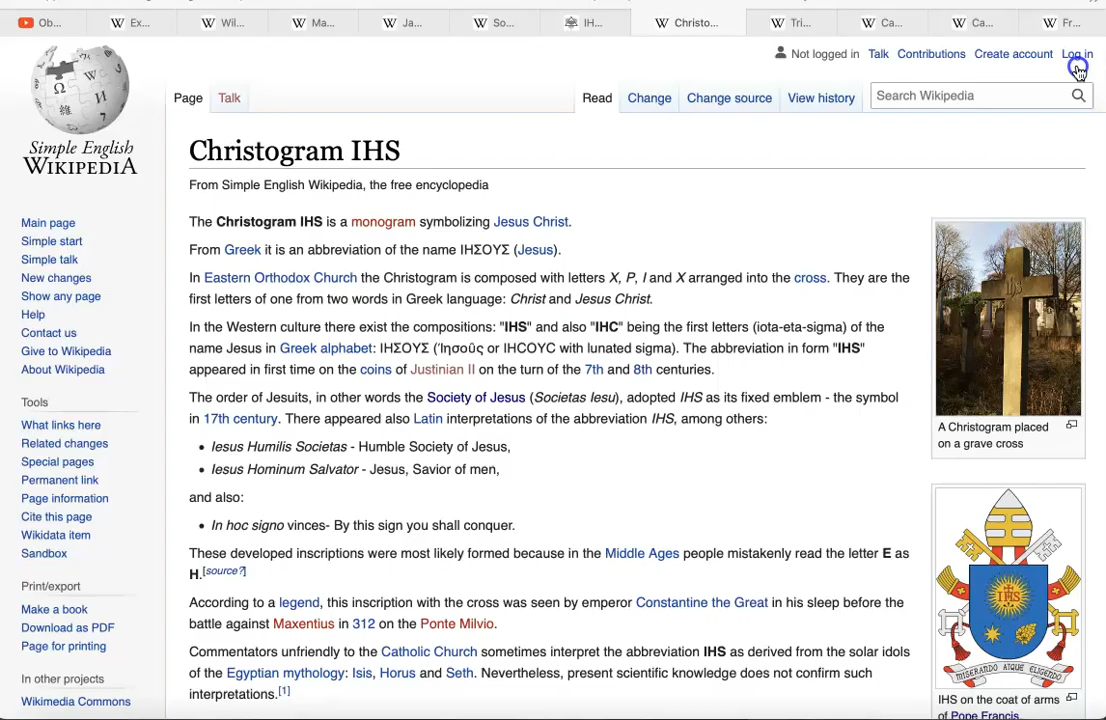 Ob...
Ex...
Wil...
Ma...
Ja...
So...
IH...
Christo...
Tri...
Ca...
Ca...
Fr...
Not logged in Talk Contributions Create account Log in
Page Talk Read Change Change source View history Search Wikipedia
Simple English
WIKIPEDIA
Main page
Simple start
Simple talk
New changes
Show any page
Help
Contact us
Give to Wikipedia
About Wikipedia
Tools
What links here
Related changes
Special pages
Permanent link
Page information
Cite this page
Wikidata item
Sandbox
Print/export
Make a book
Download as PDF
Page for printing
In other projects
Wikimedia Commons
Christogram IHS
From Simple English Wikipedia, the free encyclopedia
The Christogram IHS is a monogram symbolizing Jesus Christ.
From Greek it is an abbreviation of the name ΙΗΣΟΥΣ (Jesus).
In Eastern Orthodox Church the Christogram is composed with letters X, P, I and X arranged into the cross. They are the
first letters of one from two words in Greek language: Christ and Jesus Christ.
In the Western culture there exist the compositions: "IHS" and also "IHC" being the first letters (iota-eta-sigma) of the
name Jesus in Greek alphabet: ΙΗΣΟΥΣ (Ἰησοῦς or IHCOYC with lunated sigma). The abbreviation in form "IHS"
appeared in first time on the coins of Justinian II on the turn of the 7th and 8th centuries.
The order of Jesuits, in other words the Society of Jesus (Societas Iesu), adopted IHS as its fixed emblem - the symbol
in 17th century. There appeared also Latin interpretations of the abbreviation IHS, among others:
• Iesus Humilis Societas - Humble Society of Jesus,
• Iesus Hominum Salvator - Jesus, Savior of men,
and also:
• In hoc signo vinces- By this sign you shall conquer.
These developed inscriptions were most likely formed because in the Middle Ages people mistakenly read the letter E as
H.[source?]
According to a legend, this inscription with the cross was seen by emperor Constantine the Great in his sleep before the
battle against Maxentius in 312 on the Ponte Milvio.
Commentators unfriendly to the Catholic Church sometimes interpret the abbreviation IHS as derived from the solar idols
of the Egyptian mythology: Isis, Horus and Seth. Nevertheless, present scientific knowledge does not confirm such
interpretations.[1]
IHS
A Christogram placed
on a grave cross
IHS
MISERANDO ATQUE ELIGENDO
IHS on the coat of arms
of Pope Francis.